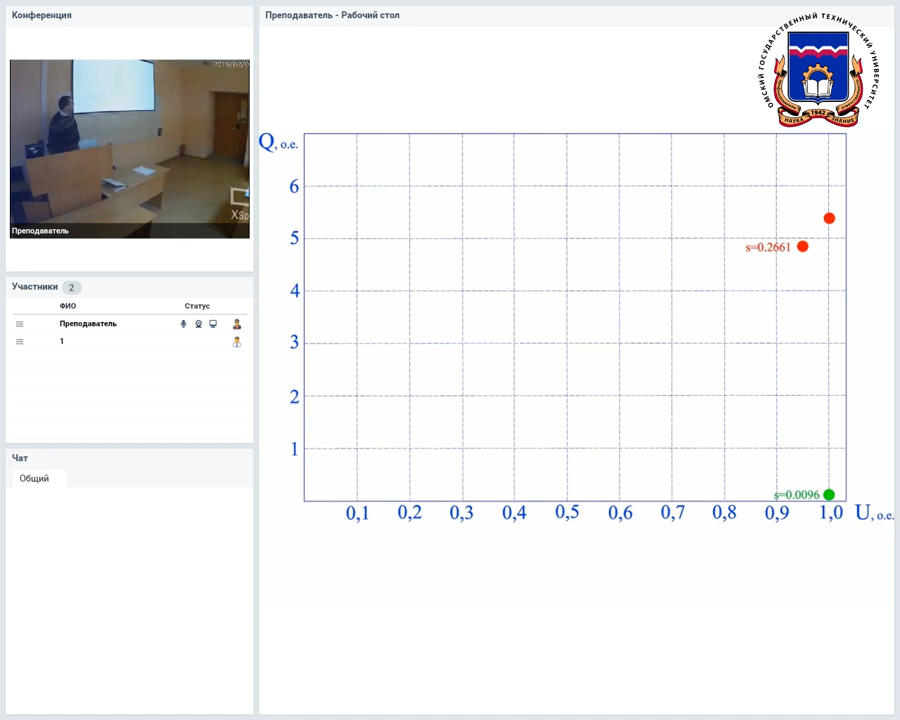 Конференция
Преподаватель
Участники 2
ФИО Статус
Преподаватель
1
Чат
Общий
Преподаватель - Рабочий стол
ОМСКИЙ ГОСУДАРСТВЕННЫЙ ТЕХНИЧЕСКИЙ УНИВЕРСИТЕТ
НАУКА 1942 ЗНАНИЕ
Q, о.е.
6
5
s=0.2661
4
3
2
1
s=0.0096
0,1 0,2 0,3 0,4 0,5 0,6 0,7 0,8 0,9 1,0 U, о.е.